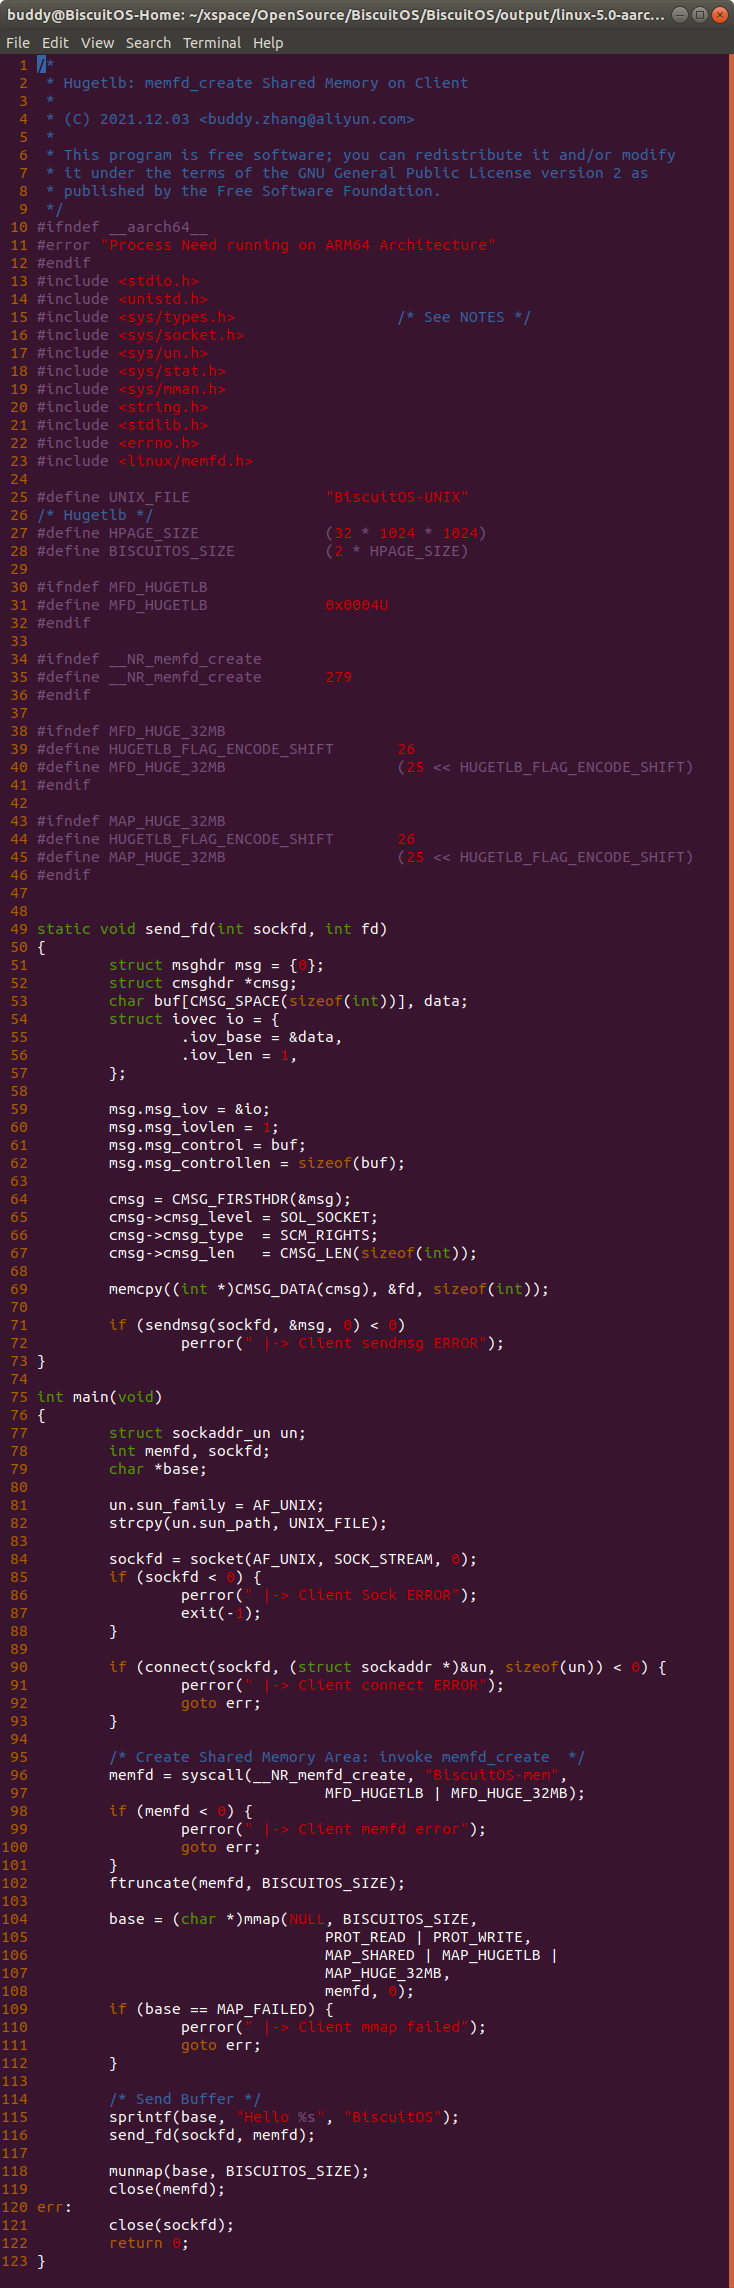 buddy@BiscuitOS-Home: ~/xspace/OpenSource/BiscuitOS/BiscuitOS/output/linux-5.0-aarc...
File Edit View Search Terminal Help
1 /*
2  * Hugetlb: memfd_create Shared Memory on Client
3  *
4  * (C) 2021.12.03 <buddy.zhang@aliyun.com>
5  *
6  * This program is free software; you can redistribute it and/or modify
7  * it under the terms of the GNU General Public License version 2 as
8  * published by the Free Software Foundation.
9  */
10 #ifndef __aarch64__
11 #error "Process Need running on ARM64 Architecture"
12 #endif
13 #include <stdio.h>
14 #include <unistd.h>
15 #include <sys/types.h>                  /* See NOTES */
16 #include <sys/socket.h>
17 #include <sys/un.h>
18 #include <sys/stat.h>
19 #include <sys/mman.h>
20 #include <string.h>
21 #include <stdlib.h>
22 #include <errno.h>
23 #include <linux/memfd.h>
24
25 #define UNIX_FILE               "BiscuitOS-UNIX"
26 /* Hugetlb */
27 #define HPAGE_SIZE              (32 * 1024 * 1024)
28 #define BISCUITOS_SIZE          (2 * HPAGE_SIZE)
29
30 #ifndef MFD_HUGETLB
31 #define MFD_HUGETLB             0x0004U
32 #endif
33
34 #ifndef __NR_memfd_create
35 #define __NR_memfd_create       279
36 #endif
37
38 #ifndef MFD_HUGE_32MB
39 #define HUGETLB_FLAG_ENCODE_SHIFT       26
40 #define MFD_HUGE_32MB                   (25 << HUGETLB_FLAG_ENCODE_SHIFT)
41 #endif
42
43 #ifndef MAP_HUGE_32MB
44 #define HUGETLB_FLAG_ENCODE_SHIFT       26
45 #define MAP_HUGE_32MB                   (25 << HUGETLB_FLAG_ENCODE_SHIFT)
46 #endif
47
48
49 static void send_fd(int sockfd, int fd)
50 {
51         struct msghdr msg = {0};
52         struct cmsghdr *cmsg;
53         char buf[CMSG_SPACE(sizeof(int))], data;
54         struct iovec io = {
55                 .iov_base = &data,
56                 .iov_len = 1,
57         };
58
59         msg.msg_iov = &io;
60         msg.msg_iovlen = 1;
61         msg.msg_control = buf;
62         msg.msg_controllen = sizeof(buf);
63
64         cmsg = CMSG_FIRSTHDR(&msg);
65         cmsg->cmsg_level = SOL_SOCKET;
66         cmsg->cmsg_type  = SCM_RIGHTS;
67         cmsg->cmsg_len   = CMSG_LEN(sizeof(int));
68
69         memcpy((int *)CMSG_DATA(cmsg), &fd, sizeof(int));
70
71         if (sendmsg(sockfd, &msg, 0) < 0)
72                 perror(" |-> Client sendmsg ERROR");
73 }
74
75 int main(void)
76 {
77         struct sockaddr_un un;
78         int memfd, sockfd;
79         char *base;
80
81         un.sun_family = AF_UNIX;
82         strcpy(un.sun_path, UNIX_FILE);
83
84         sockfd = socket(AF_UNIX, SOCK_STREAM, 0);
85         if (sockfd < 0) {
86                 perror(" |-> Client Sock ERROR");
87                 exit(-1);
88         }
89
90         if (connect(sockfd, (struct sockaddr *)&un, sizeof(un)) < 0) {
91                 perror(" |-> Client connect ERROR");
92                 goto err;
93         }
94
95         /* Create Shared Memory Area: invoke memfd_create  */
96         memfd = syscall(__NR_memfd_create, "BiscuitOS-mem",
97                                 MFD_HUGETLB | MFD_HUGE_32MB);
98         if (memfd < 0) {
99                 perror(" |-> Client memfd error");
100                 goto err;
101         }
102         ftruncate(memfd, BISCUITOS_SIZE);
103
104         base = (char *)mmap(NULL, BISCUITOS_SIZE,
105                                 PROT_READ | PROT_WRITE,
106                                 MAP_SHARED | MAP_HUGETLB |
107                                 MAP_HUGE_32MB,
108                                 memfd, 0);
109         if (base == MAP_FAILED) {
110                 perror(" |-> Client mmap failed");
111                 goto err;
112         }
113
114         /* Send Buffer */
115         sprintf(base, "Hello %s", "BiscuitOS");
116         send_fd(sockfd, memfd);
117
118         munmap(base, BISCUITOS_SIZE);
119         close(memfd);
120 err:
121         close(sockfd);
122         return 0;
123 }